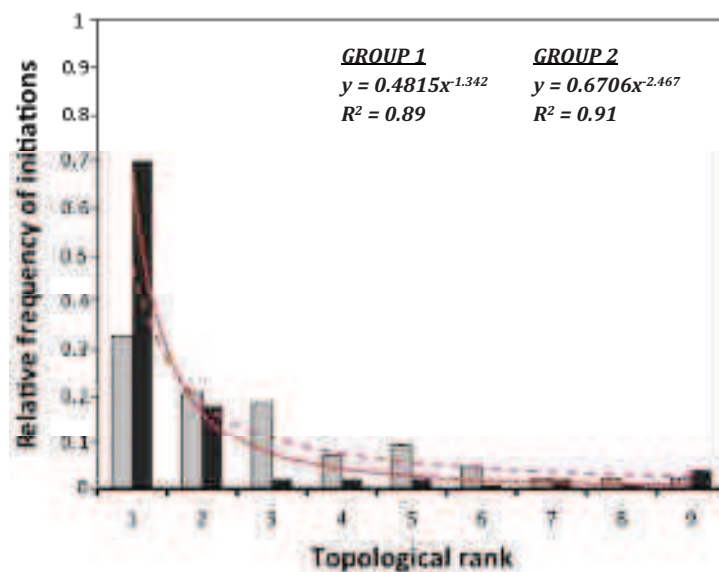 1
0.9
0.8
0.7
0.6
0.5
0.4
0.3
0.2
0.1
0
Relative frequency of initiations
GROUP 1
y = 0.4815x^-1.342
R² = 0.89
GROUP 2
y = 0.6706x^-2.467
R² = 0.91
1 2 3 4 5 6 7 8 9
Topological rank